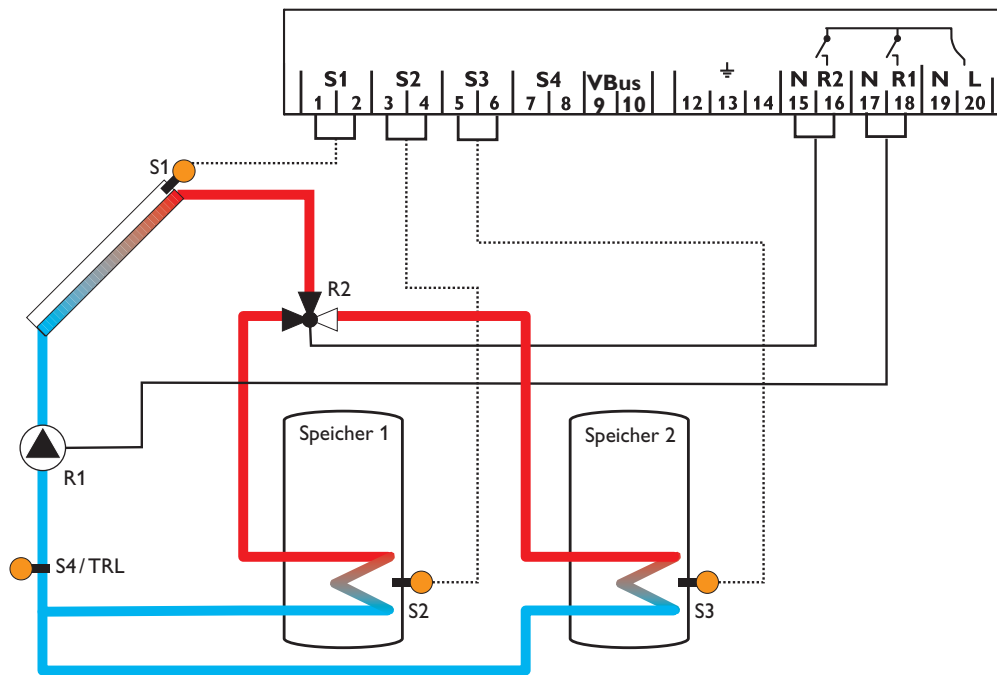 S1 S2 S3 S4 VBus N R2 N R1 N L
1 2 3 4 5 6 7 8 9 10 12 13 14 15 16 17 18 19 20
S1
R2
Speicher 1
Speicher 2
R1
S4/TRL
S2
S3